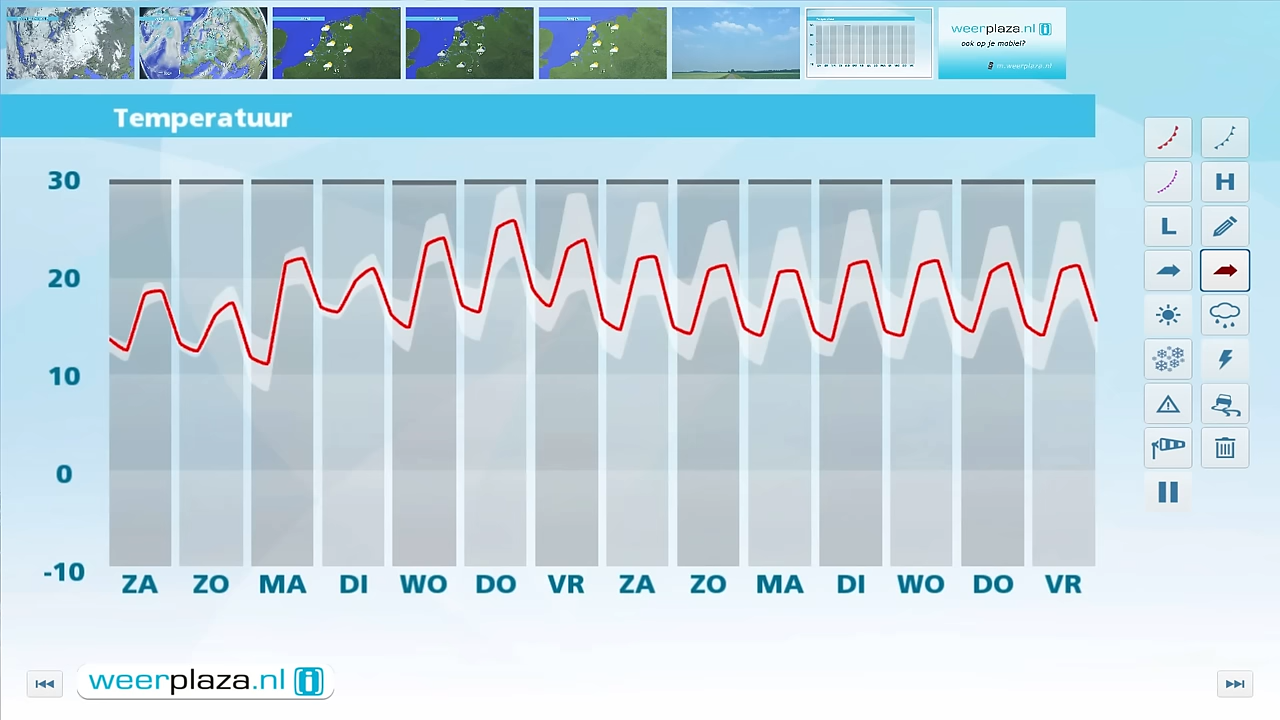 weerplaza.nl
ook op je mobiel?
m.weerplaza.nl
Temperatuur
H
L
30
20
10
0
-10
ZA ZO MA DI WO DO VR ZA ZO MA DI WO DO VR
weerplaza.nl